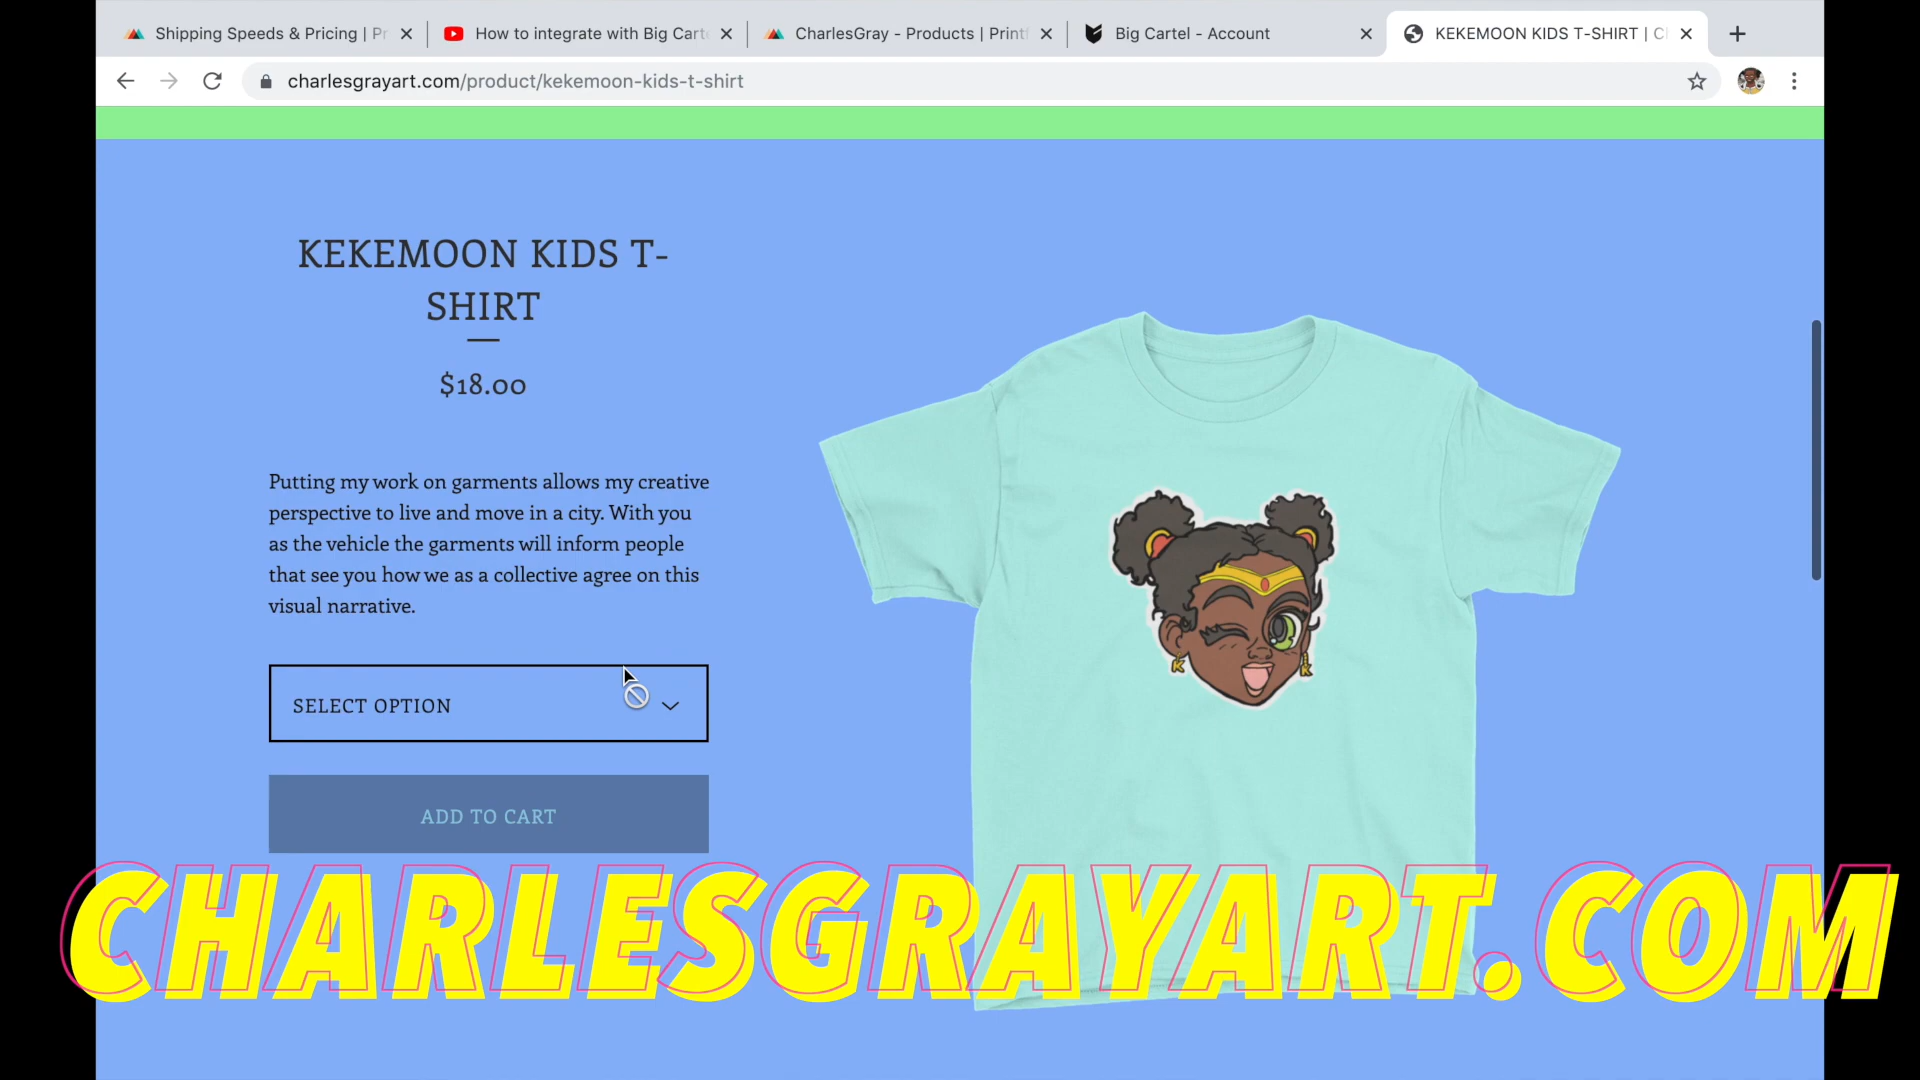 Shipping Speeds & Pricing | Pr
How to integrate with Big Carte
CharlesGray - Products | Printf
Big Cartel - Account
KEKEMOON KIDS T-SHIRT | C
charlesgrayart.com/product/kekemoon-kids-t-shirt
KEKEMOON KIDS T-
SHIRT
$18.00
Putting my work on garments allows my creative
perspective to live and move in a city. With you
as the vehicle the garments will inform people
that see you how we as a collective agree on this
visual narrative.
SELECT OPTION
ADD TO CART
K
K
CHARLESGRAYART.COM